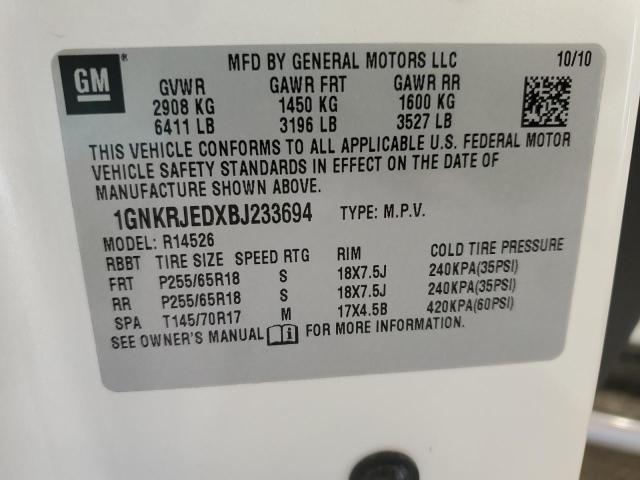 GM MFD BY GENERAL MOTORS LLC 10/10
GVWR GAWR FRT GAWR RR
2908 KG 1450 KG 1600 KG
6411 LB 3196 LB 3527 LB
THIS VEHICLE CONFORMS TO ALL APPLICABLE U.S. FEDERAL MOTOR
VEHICLE SAFETY STANDARDS IN EFFECT ON THE DATE OF
MANUFACTURE SHOWN ABOVE.
1GNKRJEDXBJ233694 TYPE: M.P.V.
MODEL: R14526
RBBT TIRE SIZE SPEED RTG RIM COLD TIRE PRESSURE
FRT P255/65R18 S 18X7.5J 240KPA(35PSI)
RR P255/65R18 S 18X7.5J 240KPA(35PSI)
SPA T145/70R17 M 17X4.5B 420KPA(60PSI)
SEE OWNER'S MANUAL FOR MORE INFORMATION.